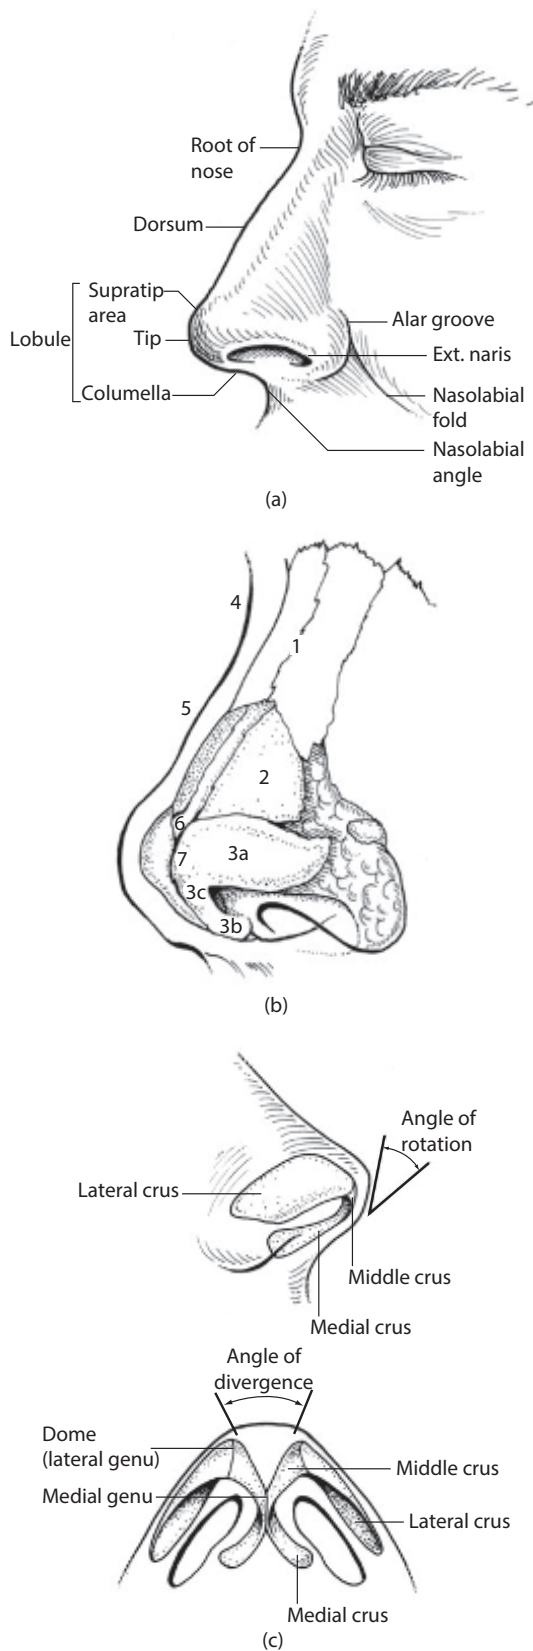 Root of
nose
Dorsum
Supratip
area
Lobule
Tip
Columella
Alar groove
Ext. naris
Nasolabial
fold
Nasolabial
angle
(a)
4
1
5
2
6
7
3a
3c
3b
(b)
Angle of
rotation
Lateral crus
Middle crus
Medial crus
Angle of
divergence
Dome
(lateral genu)
Middle crus
Medial genu
Lateral crus
Medial crus
(c)